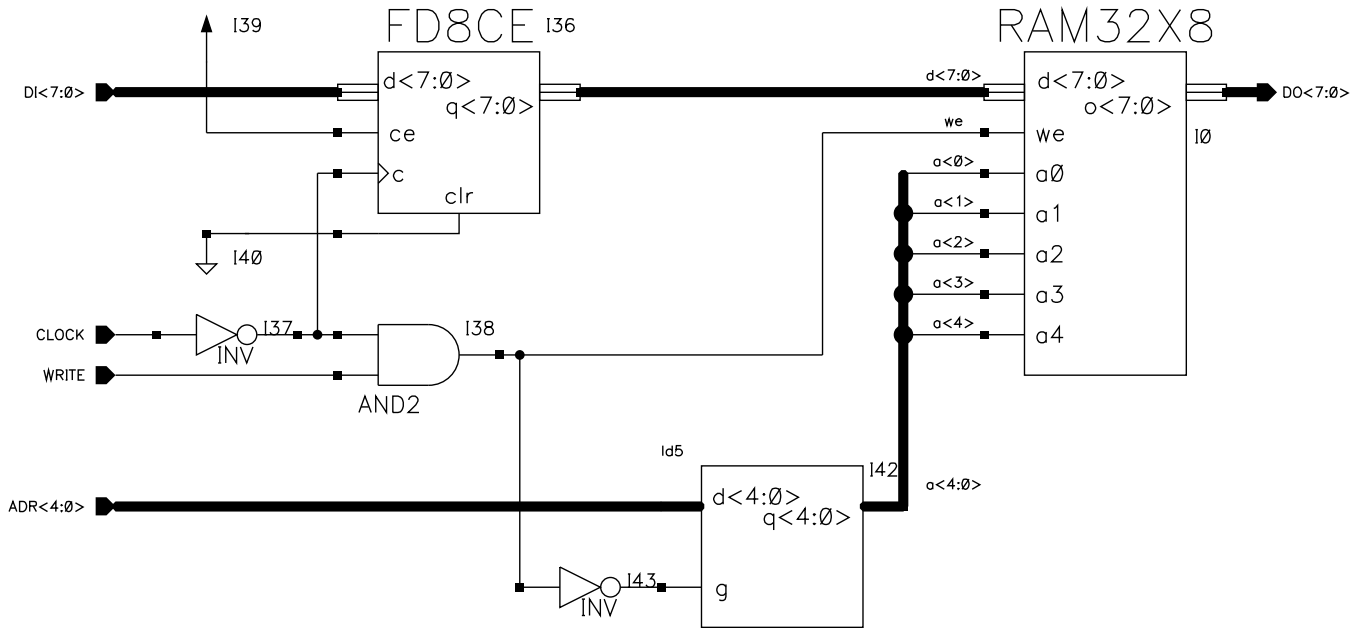 FD8CE I36
RAM32X8
I39
DI<7:0>
d<7:0>
q<7:0>
ce
c
clr
d<7:0>
d<7:0>
o<7:0>
DO<7:0>
we
we
I0
a<0>
a0
a<1>
a1
a<2>
a2
a<3>
a3
a<4>
a4
I40
CLOCK
I37
INV
I38
WRITE
AND2
ld5
I42
a<4:0>
ADR<4:0>
d<4:0>
q<4:0>
I43
INV
g